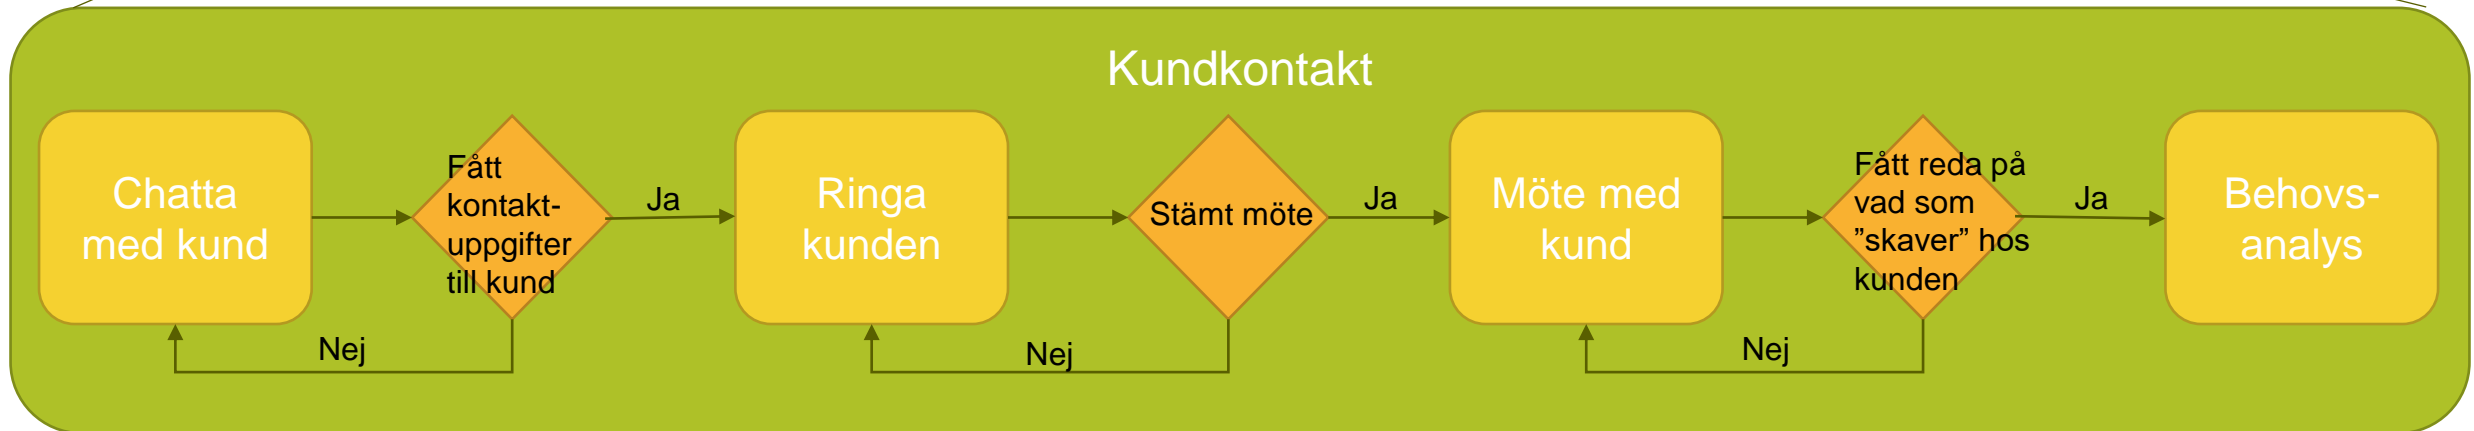 Kundkontakt
Chatta
med kund
Fått
kontakt-
uppgifter
till kund
Ja
Nej
Ringa
kunden
Stämt möte
Ja
Nej
Möte med
kund
Fått reda på
vad som
”skaver” hos
kunden
Ja
Nej
Behovs-
analys